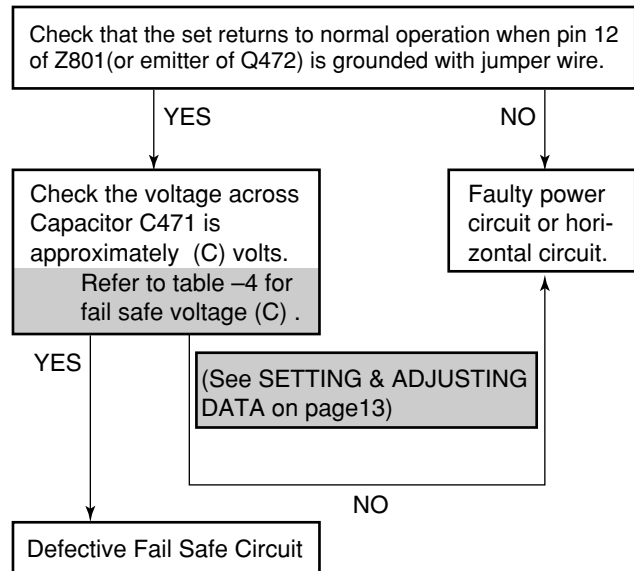 Check that the set returns to normal operation when pin 12
of Z801(or emitter of Q472) is grounded with jumper wire.
YES
NO
Check the voltage across
Capacitor C471 is
approximately (C) volts.
Refer to table –4 for
fail safe voltage (C) .
Faulty power
circuit or hori-
zontal circuit.
YES
(See SETTING & ADJUSTING
DATA on page13)
NO
Defective Fail Safe Circuit